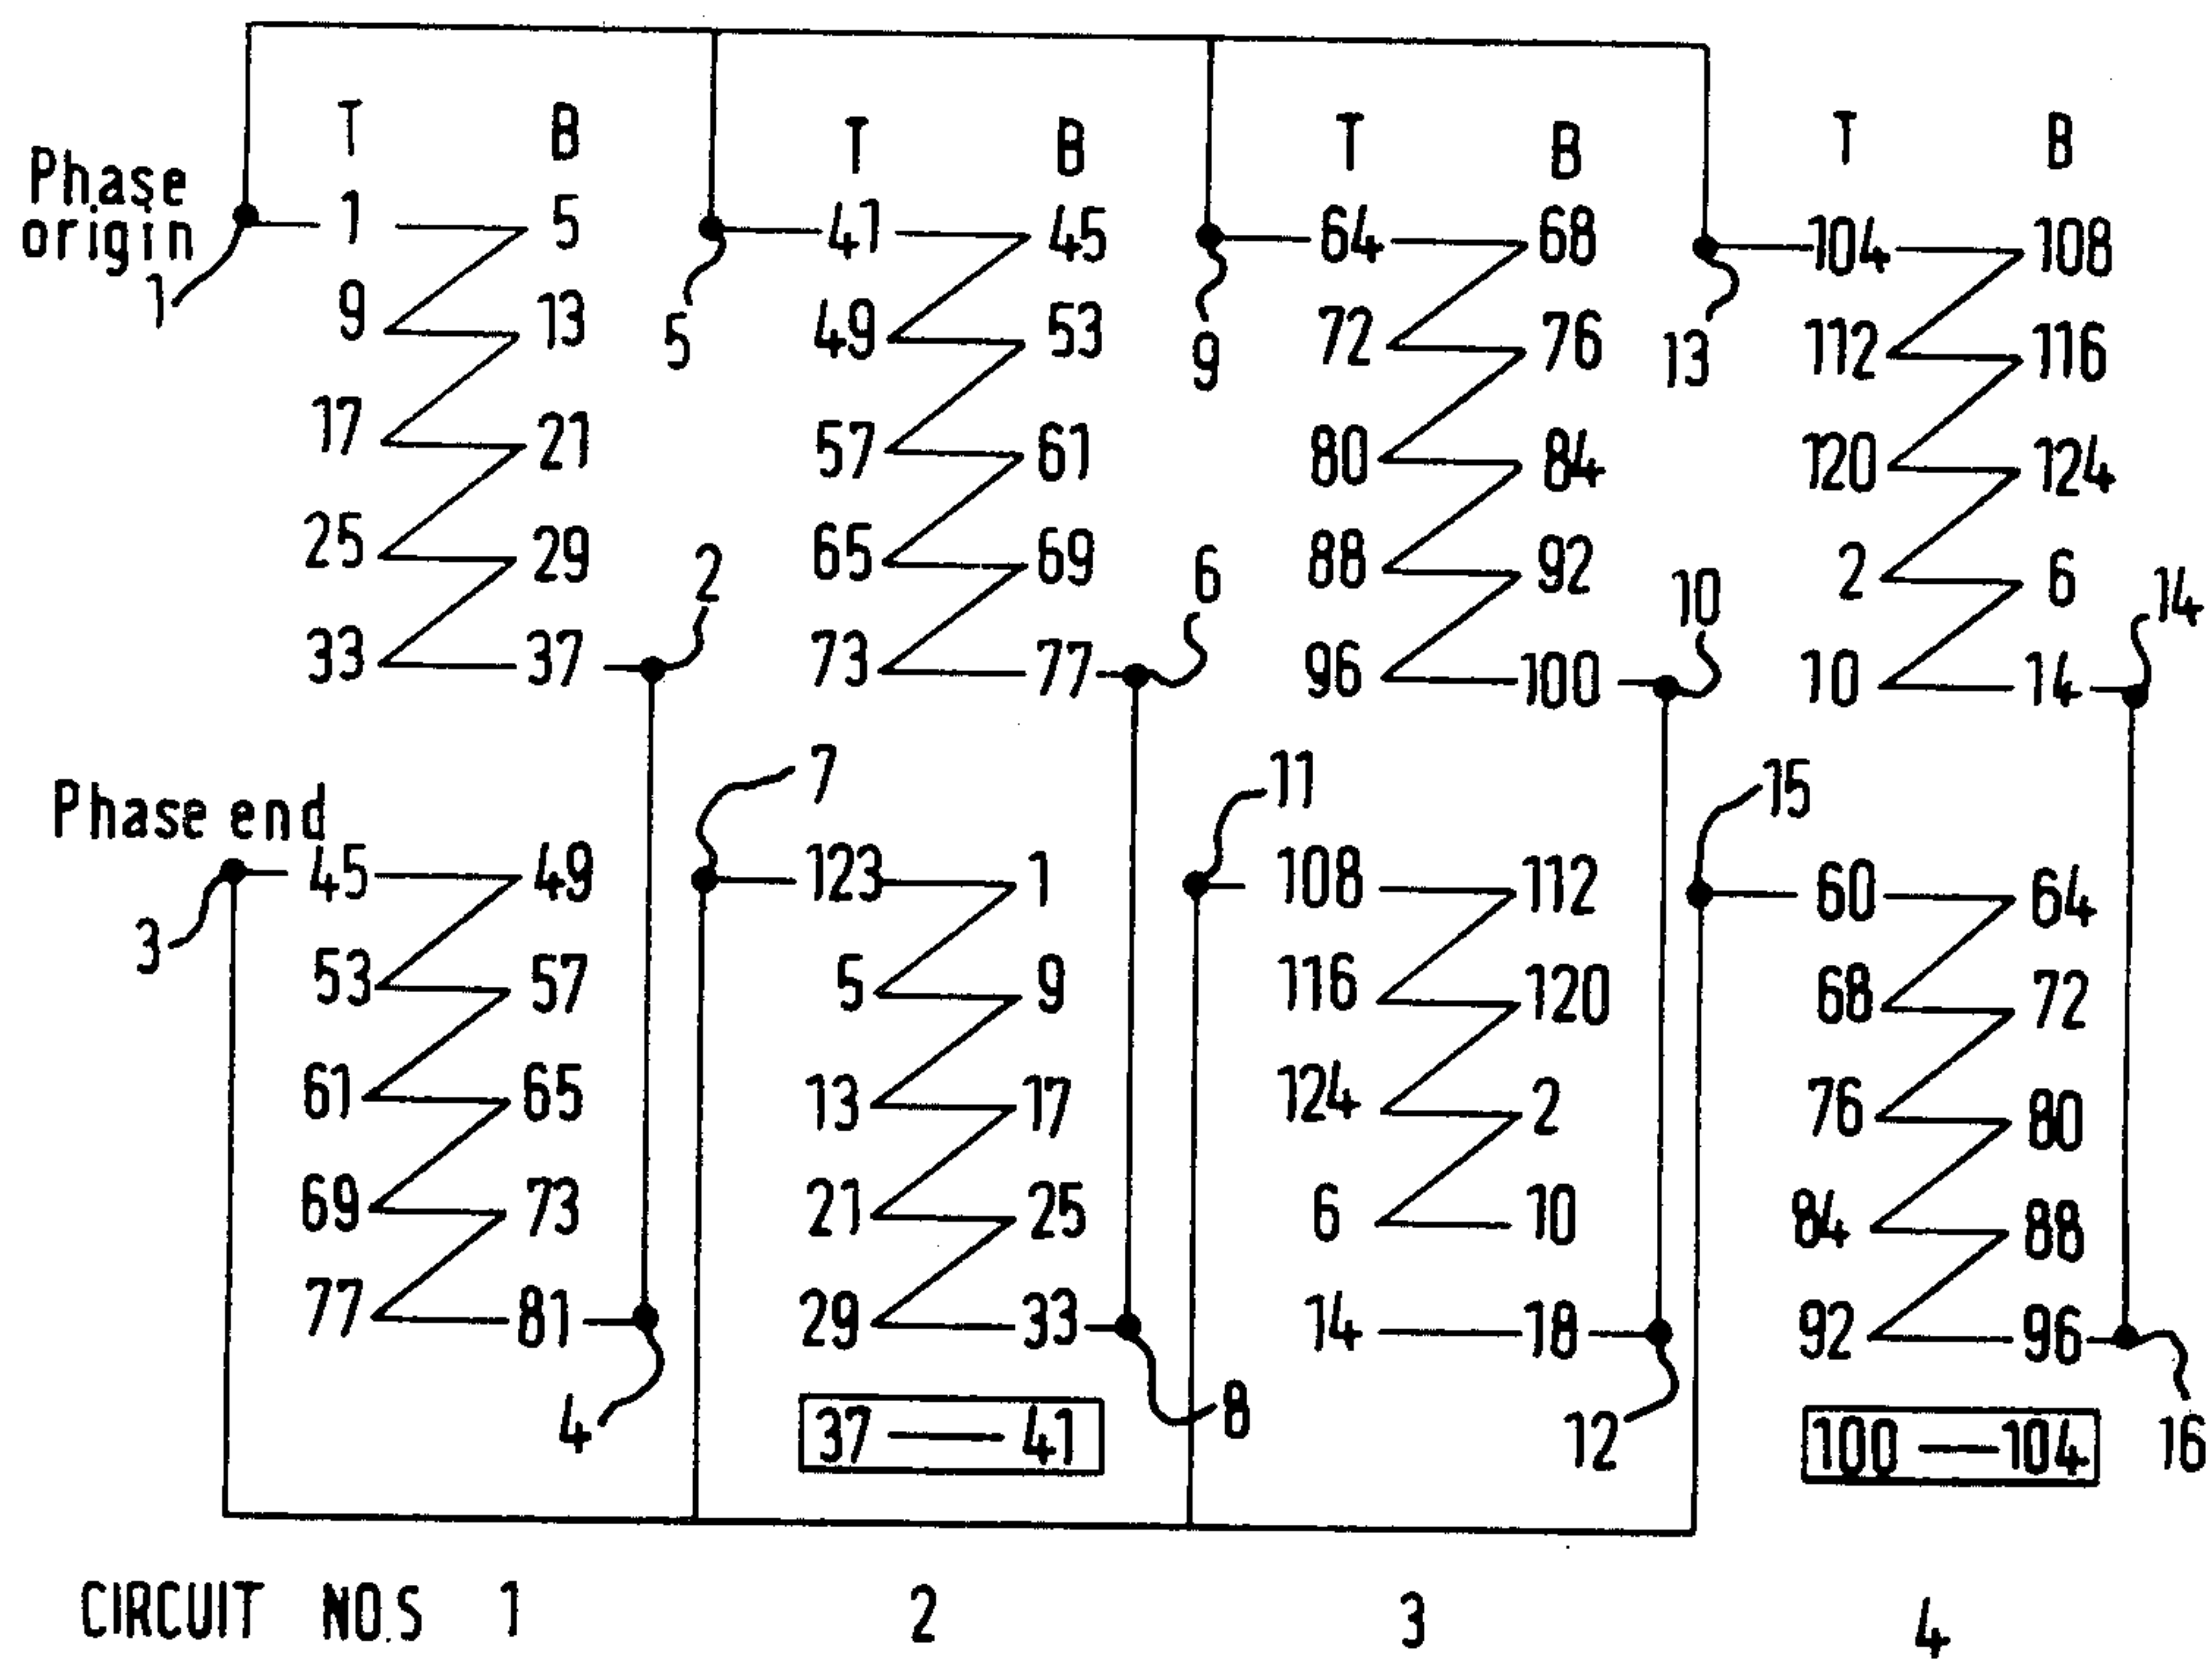 T B T B T B T B
Phase
origin
1 5 41 45 64 68 104 108
1 5 9 13
9 13 49 53 72 76 112 116
17 21 57 61 80 84 120 124
25 29 65 69 88 92 2 6
2 6 10 14
33 37 73 77 96 100 10 14
7 11 15
Phase end
45 49 123 1 108 112 60 64
3
53 57 5 9 116 120 68 72
61 65 13 17 124 2 76 80
69 73 21 25 6 10 84 88
77 81 29 33 14 18 92 96
4 8 12 16
37 — 41 100 — 104
CIRCUIT NO.S 1 2 3 4